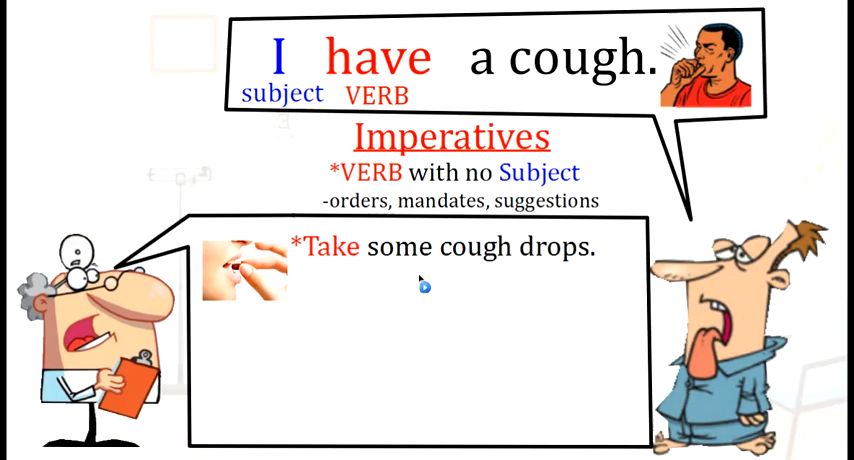 I have a cough.
subject VERB
Imperatives
*VERB with no Subject
-orders, mandates, suggestions
*Take some cough drops.